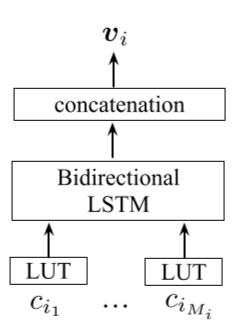 v_i
concatenation
Bidirectional
LSTM
LUT LUT
c_{i_1} ... c_{i_{M_i}}